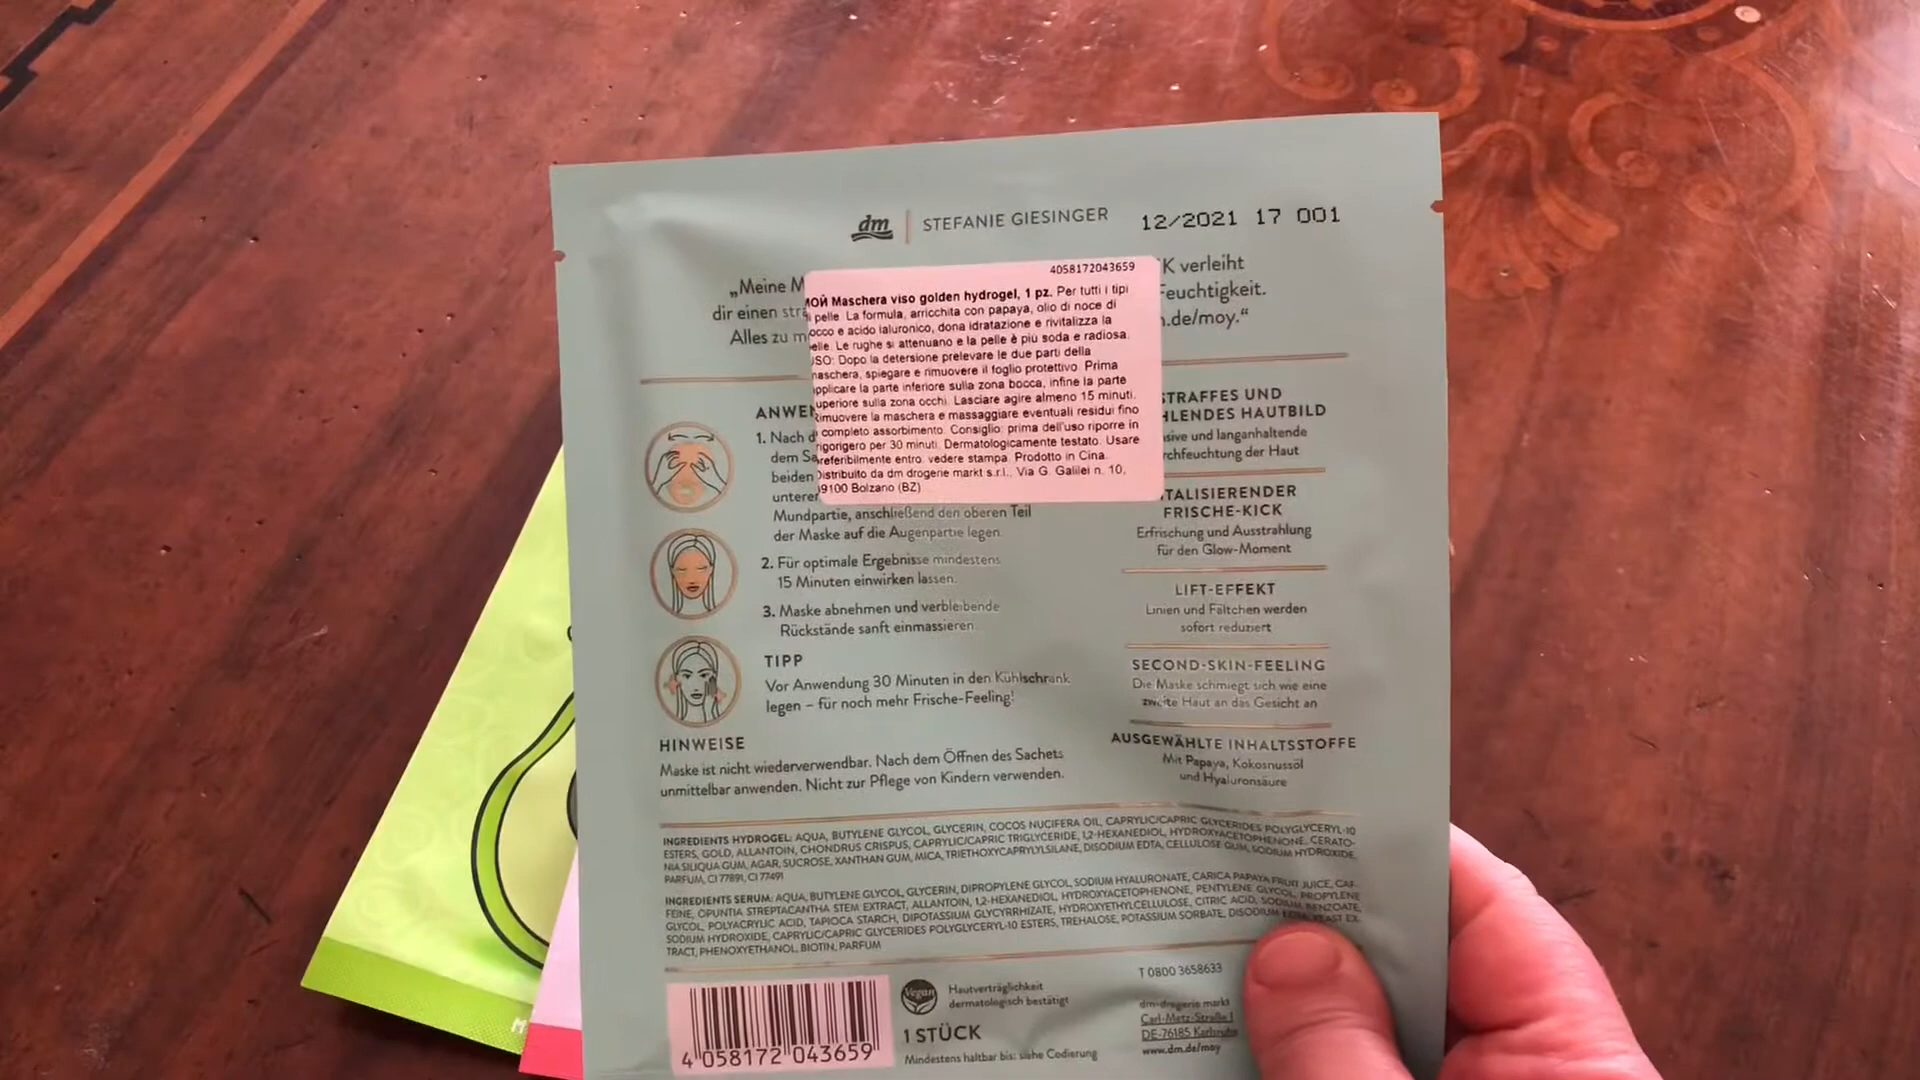 dm | STEFANIE GIESINGER
12/2021 17 001
4058172043659
„Meine M
dir einen stra
Alles zu m
K verleiht
Feuchtigkeit.
.de/moy.“
МОЙ Maschera viso golden hydrogel, 1 pz. Per tutti i tipi
i pelle. La formula, arricchita con papaya, olio di noce di
occo e acido ialuronico, dona idratazione e rivitalizza la
elle. Le rughe si attenuano e la pelle è più soda e radiosa.
USO: Dopo la detersione prelevare le due parti della
maschera, spiegare e rimuovere il foglio protettivo. Prima
applicare la parte inferiore sulla zona bocca, infine la parte
uperiore sulla zona occhi. Lasciare agire almeno 15 minuti.
Rimuovere la maschera e massaggiare eventuali residui fino
completo assorbimento. Consiglio: prima dell'uso riporre in
rigorigero per 30 minuti. Dermatologicamente testato. Usare
referibilmente entro: vedere stampa. Prodotto in Cina.
Distribuito da dm drogerie markt s.r.l., Via G. Galilei n. 10,
39100 Bolzano (BZ)
ANWEN
1. Nach d
dem Sa
beiden
unterer
Mundpartie, anschließend den oberen Teil
der Maske auf die Augenpartie legen.
2. Für optimale Ergebnisse mindestens
15 Minuten einwirken lassen.
3. Maske abnehmen und verbleibende
Rückstände sanft einmassieren.
TIPP
Vor Anwendung 30 Minuten in den Kühlschrank
legen – für noch mehr Frische-Feeling!
HINWEISE
Maske ist nicht wiederverwendbar. Nach dem Öffnen des Sachets
unmittelbar anwenden. Nicht zur Pflege von Kindern verwenden.
STRAFFES UND
HLENDES HAUTBILD
sive und langanhaltende
rchfeuchtung der Haut
TALISIERENDER
FRISCHE-KICK
Erfrischung und Ausstrahlung
für den Glow-Moment
LIFT-EFFEKT
Linien und Fältchen werden
sofort reduziert
SECOND-SKIN-FEELING
Die Maske schmiegt sich wie eine
zweite Haut an das Gesicht an
AUSGEWÄHLTE INHALTSSTOFFE
Mit Papaya, Kokosnussöl
und Hyaluronsäure
INGREDIENTS HYDROGEL: AQUA, BUTYLENE GLYCOL, GLYCERIN, COCOS NUCIFERA OIL, CAPRYLIC/CAPRIC GLYCERIDES POLYGLYCERYL-10
ESTERS, GOLD, ALLANTOIN, CHONDRUS CRISPUS, CAPRYLIC/CAPRIC TRIGLYCERIDE, 1,2-HEXANEDIOL, HYDROXYACETOPHENONE, CERATO-
NIA SILIQUA GUM, AGAR, SUCROSE, XANTHAN GUM, MICA, TRIETHOXYCAPRYLYLSILANE, DISODIUM EDTA, CELLULOSE GUM, SODIUM HYDROXIDE,
PARFUM, CI 77891, CI 77491
INGREDIENTS SERUM: AQUA, BUTYLENE GLYCOL, GLYCERIN, DIPROPYLENE GLYCOL, SODIUM HYALURONATE, CARICA PAPAYA FRUIT JUICE, CAF-
FEINE, OPUNTIA STREPTACANTHA STEM EXTRACT, ALLANTOIN, 1,2-HEXANEDIOL, HYDROXYACETOPHENONE, PENTYLENE GLYCOL, PROPYLENE
GLYCOL, POLYACRYLIC ACID, TAPIOCA STARCH, DIPOTASSIUM GLYCYRRHIZATE, HYDROXYETHYLCELLULOSE, CITRIC ACID, SODIUM BENZOATE,
SODIUM HYDROXIDE, CAPRYLIC/CAPRIC GLYCERIDES POLYGLYCERYL-10 ESTERS, TREHALOSE, POTASSIUM SORBATE, DISODIUM EDTA, YEAST EX-
TRACT, PHENOXYETHANOL, BIOTIN, PARFUM
4 058172 043659
Vegan
Hautverträglichkeit
dermatologisch bestätigt
1 STÜCK
Mindestens haltbar bis: siehe Codierung
T 0800 3658633
dm-drogerie markt
Carl-Metz-Straße 1
DE-76185 Karlsruhe
www.dm.de/moy